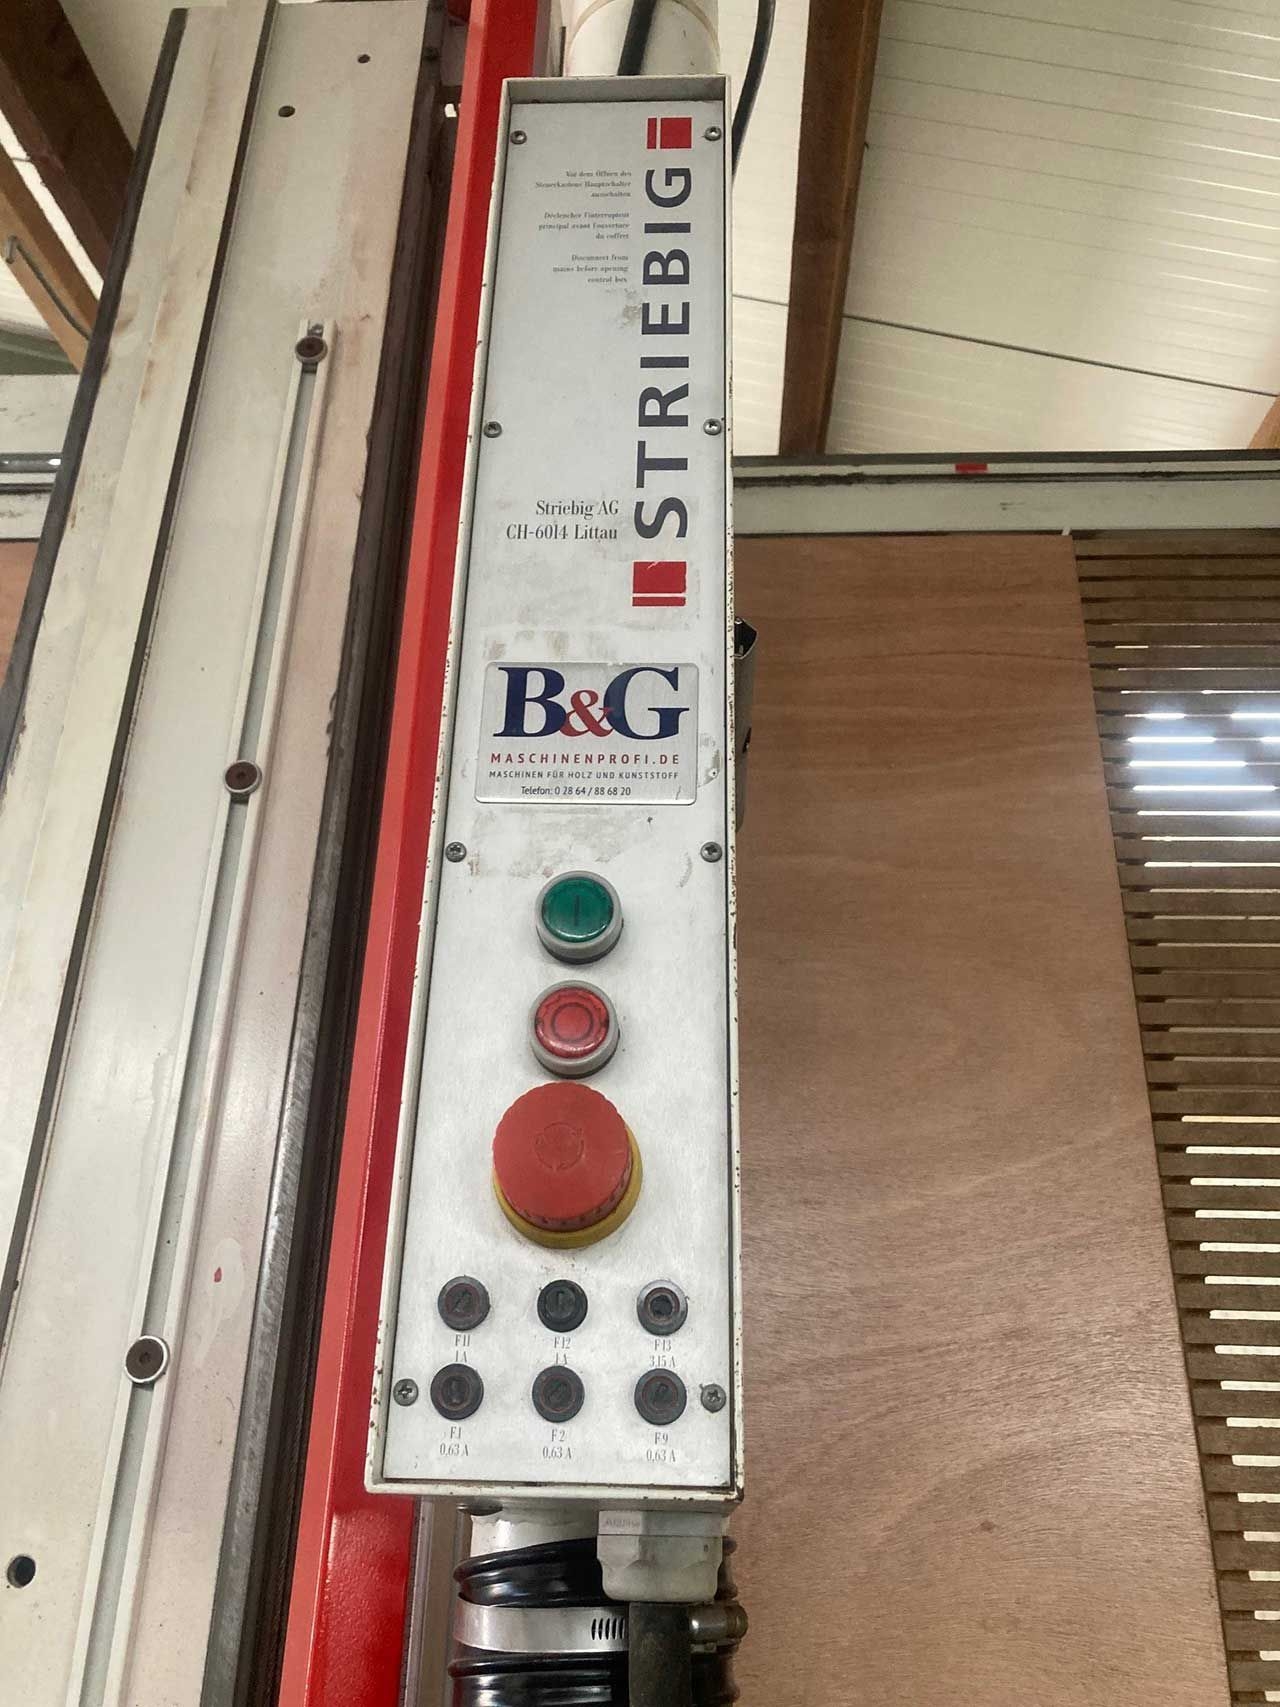 Vor dem Öffnen des
Steuerkastens Hauptschalter
ausschalten
Déclencher l'interrupteur
principal avant l'ouverture
du coffret
Disconnect from
mains before opening
control box
STRIEBIG
Striebig AG
CH-6014 Littau
B&G
MASCHINENPROFI.DE
MASCHINEN FÜR HOLZ UND KUNSTSTOFF
Telefon: 0 28 64 / 88 68 20
F11 F12 F13
1A 1A 3,15 A
F1 F2 F9
0,63 A 0,63 A 0,63 A